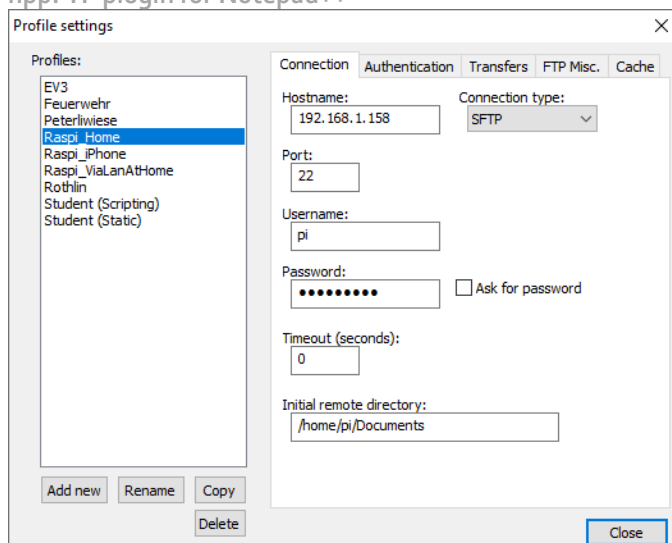 Profile settings
Profiles:
EV3
Feuerwehr
Peterliwiese
Raspi_Home
Raspi_iPhone
Raspi_ViaLanAtHome
Rothlin
Student (Scripting)
Student (Static)
Add new Rename Copy
Delete
Connection Authentication Transfers FTP Misc. Cache
Hostname: Connection type:
192.168.1.158 SFTP
Port:
22
Username:
pi
Password:
●●●●●●●●● Ask for password
Timeout (seconds):
0
Initial remote directory:
/home/pi/Documents
Close